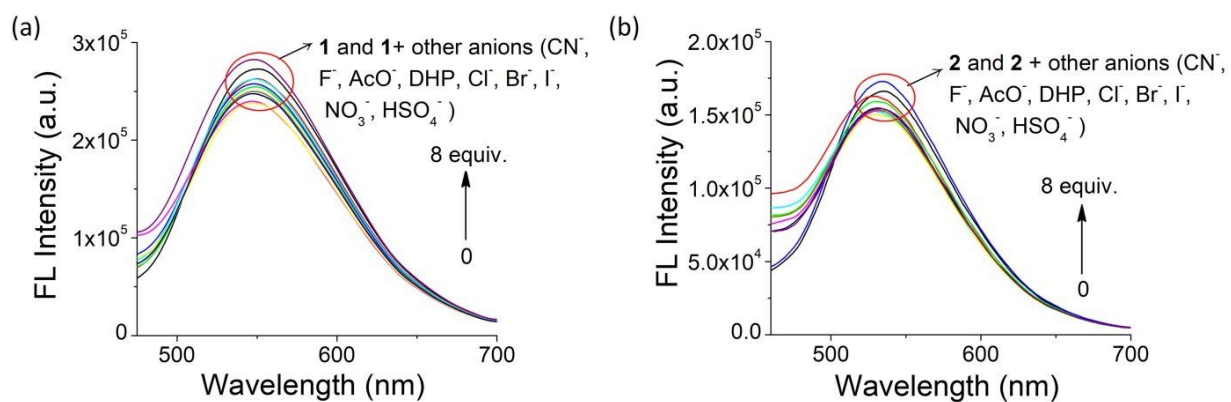 (a)
3x10⁵
2x10⁵
1x10⁵
0
FL Intensity (a.u.)
500
600
700
Wavelength (nm)
1 and 1+ other anions (CN⁻,
F⁻, AcO⁻, DHP, Cl⁻, Br⁻, I⁻,
NO₃⁻, HSO₄⁻ )
8 equiv.
0
(b)
2.0x10⁵
1.5x10⁵
1.0x10⁵
5.0x10⁴
0.0
FL Intensity (a.u.)
500
600
700
Wavelength (nm)
2 and 2 + other anions (CN⁻,
F⁻, AcO⁻, DHP, Cl⁻, Br⁻, I⁻,
NO₃⁻, HSO₄⁻ )
8 equiv.
0